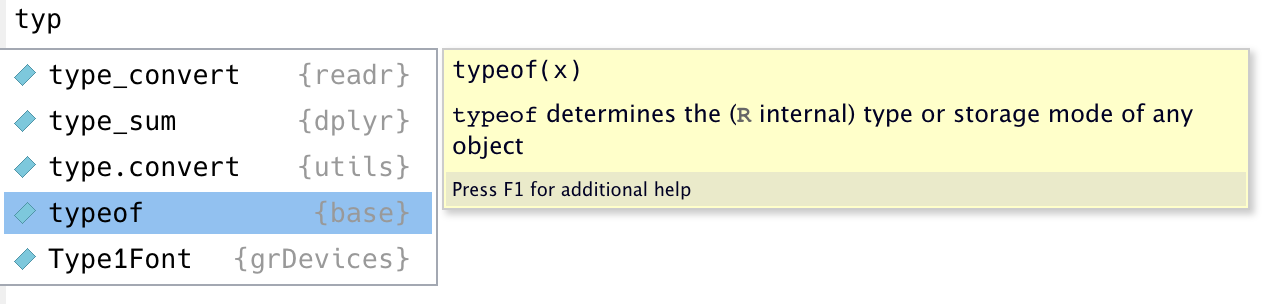 typ
type_convert {readr}
type_sum {dplyr}
type.convert {utils}
typeof {base}
Type1Font {grDevices}
typeof(x)
typeof determines the (R internal) type or storage mode of any
object
Press F1 for additional help